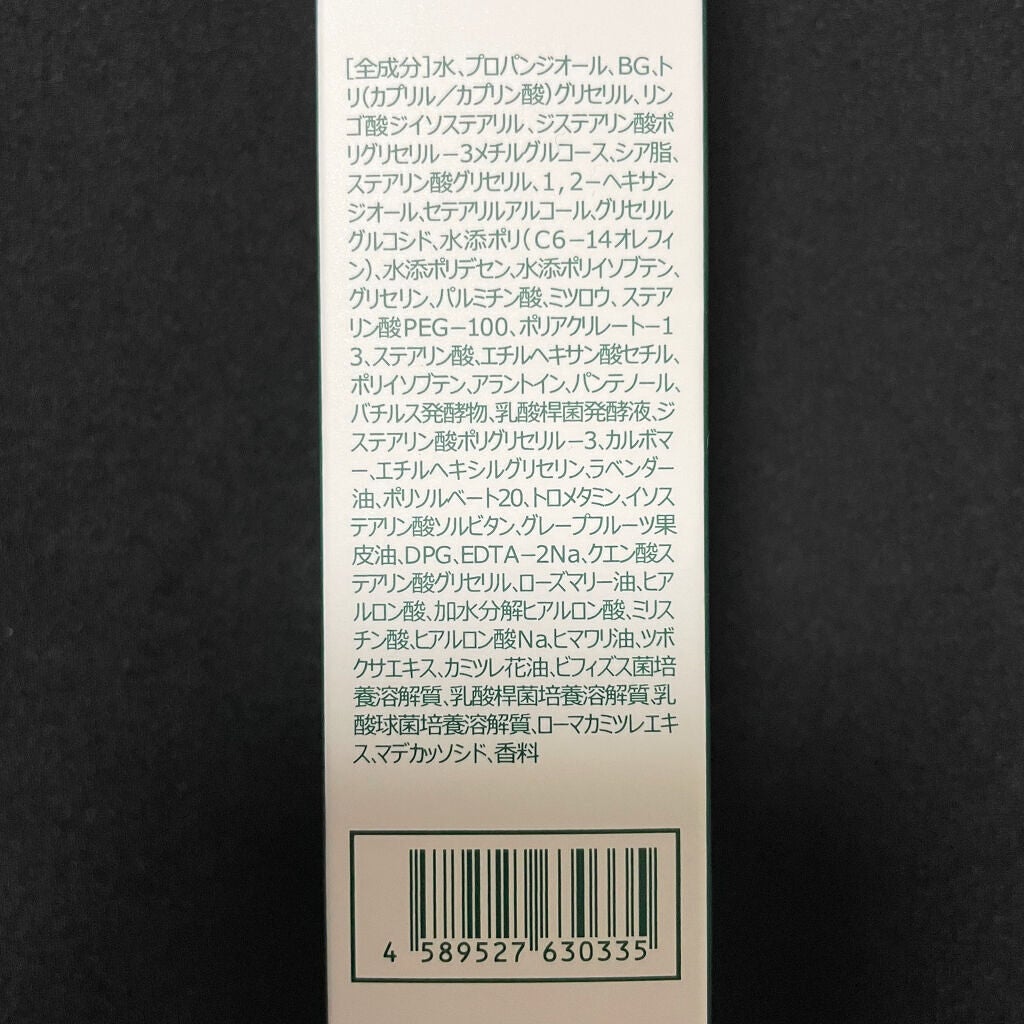 [全成分]水、プロパンジオール、BG、ト
リ(カプリル/カプリン酸)グリセリル、リン
ゴ酸ジイソステアリル、ジステアリン酸ポ
リグリセリル-3メチルグルコース、シア脂、
ステアリン酸グリセリル、1,2-ヘキサン
ジオール、セテアリルアルコール、グリセリル
グルコシド、水添ポリ(C6-14オレフィ
ン)、水添ポリデセン、水添ポリイソブテン、
グリセリン、パルミチン酸、ミツロウ、ステア
リン酸PEG-100、ポリアクリレート-1
3、ステアリン酸、エチルヘキサン酸セチル、
ポリイソブテン、アラントイン、パンテノール、
バチルス発酵物、乳酸桿菌発酵液、ジ
ステアリン酸ポリグリセリル-3、カルボマ
ー、エチルヘキシルグリセリン、ラベンダー
油、ポリソルベート20、トロメタミン、イソス
テアリン酸ソルビタン、グレープフルーツ果
皮油、DPG、EDTA-2Na、クエン酸ス
テアリン酸グリセリル、ローズマリー油、ヒア
ルロン酸、加水分解ヒアルロン酸、ミリス
チン酸、ヒアルロン酸Na、ヒマワリ油、ツボ
クサエキス、カミツレ花油、ビフィズス菌培
養溶解質、乳酸桿菌培養溶解質、乳
酸球菌培養溶解質、ローマカミツレエキ
ス、マデカッソシド、香料
4 589527 630335